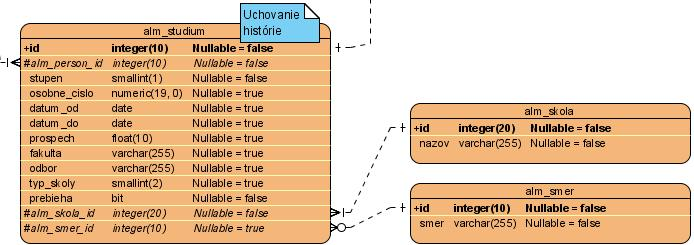 Uchovanie
histórie
alm_studium
+id integer(10) Nullable = false
#alm_person_id integer(10) Nullable = false
stupen smallint(1) Nullable = false
osobne_cislo numeric(19, 0) Nullable = true
datum_od date Nullable = true
datum_do date Nullable = true
prospech float(10) Nullable = true
fakulta varchar(255) Nullable = true
odbor varchar(255) Nullable = true
typ_skoly smallint(2) Nullable = true
prebieha bit Nullable = false
#alm_skola_id integer(20) Nullable = false
#alm_smer_id integer(10) Nullable = true
alm_skola
+id integer(20) Nullable = false
nazov varchar(255) Nullable = false
alm_smer
+id integer(10) Nullable = false
smer varchar(255) Nullable = false